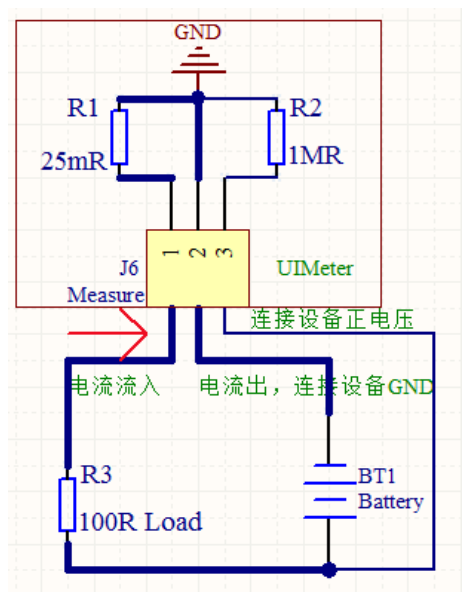 GND
R1
R2
25mR
1MR
1
2
3
J6
UIMeter
Measure
连接设备正电压
电流流入
电流出，连接设备GND
R3
BT1
Battery
100R Load